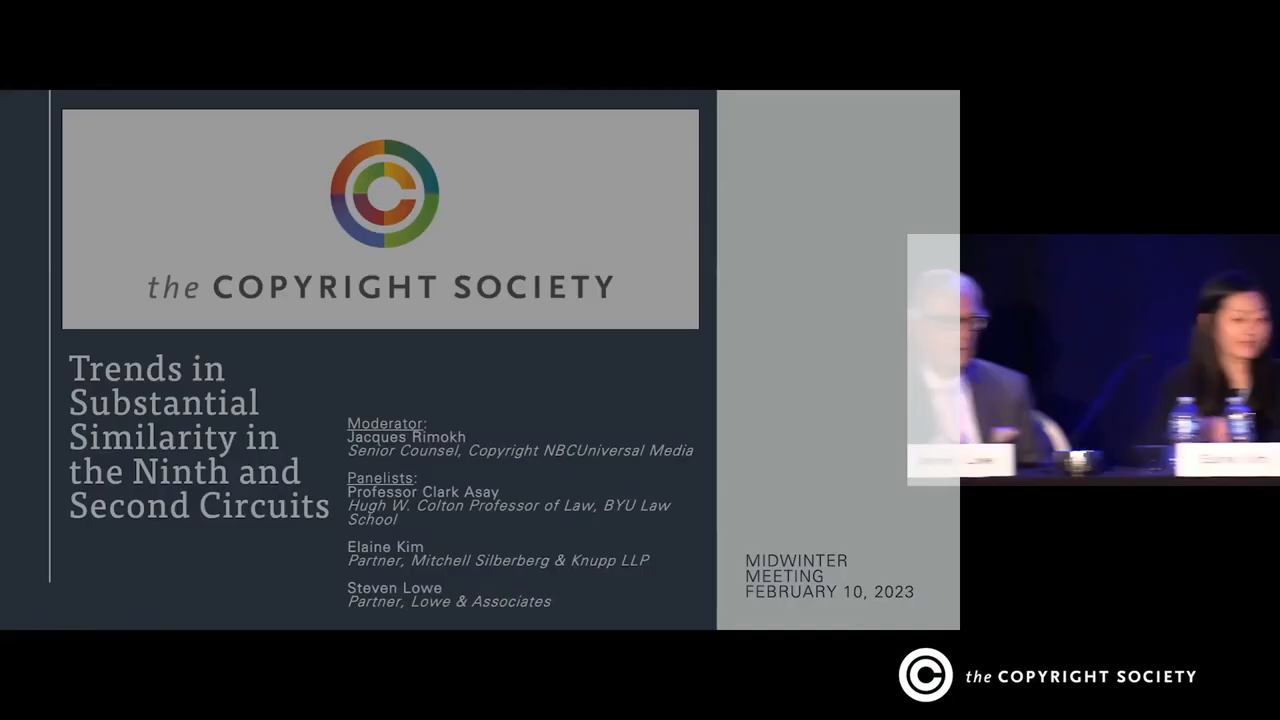 the COPYRIGHT SOCIETY
Trends in
Substantial
Similarity in
the Ninth and
Second Circuits
Moderator:
Jacques Rimokh
Senior Counsel, Copyright NBCUniversal Media
Panelists:
Professor Clark Asay
Hugh W. Colton Professor of Law, BYU Law
School
Elaine Kim
Partner, Mitchell Silberberg & Knupp LLP
Steven Lowe
Partner, Lowe & Associates
MIDWINTER
MEETING
FEBRUARY 10, 2023
the COPYRIGHT SOCIETY